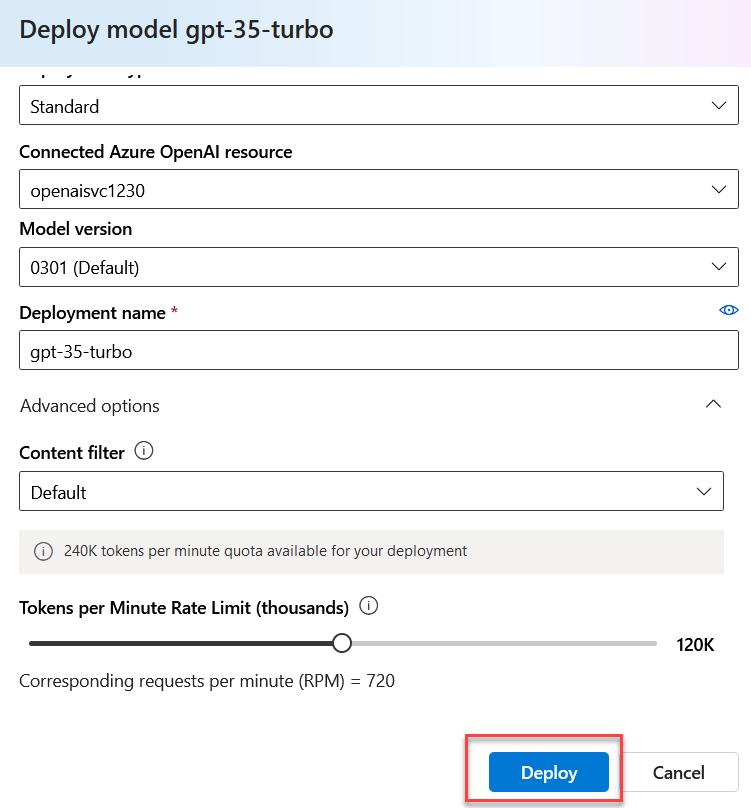 Deploy model gpt-35-turbo
Standard
Connected Azure OpenAI resource
openaisvc1230
Model version
0301 (Default)
Deployment name *
gpt-35-turbo
Advanced options
Content filter
Default
240K tokens per minute quota available for your deployment
Tokens per Minute Rate Limit (thousands)
120K
Corresponding requests per minute (RPM) = 720
Deploy
Cancel